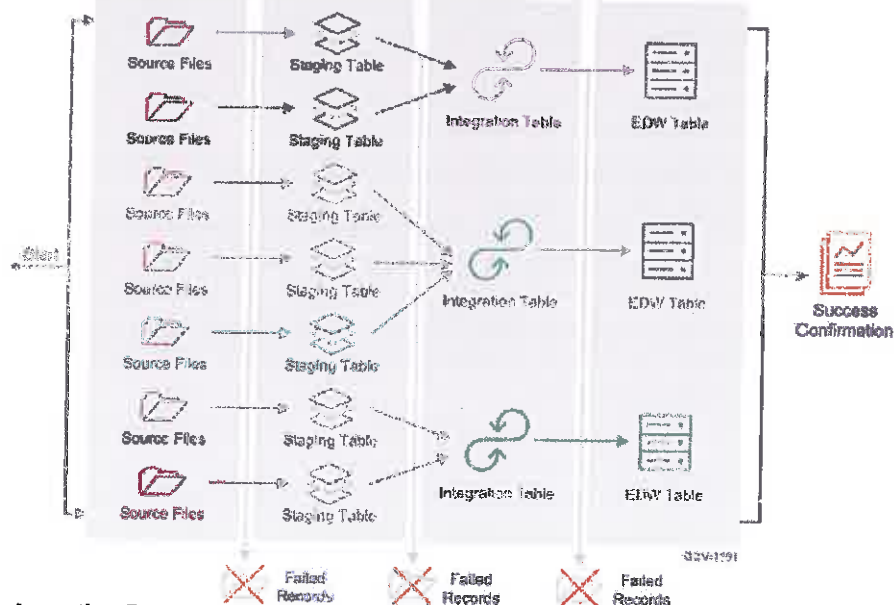 Source Files
Staging Table
Source Files
Staging Table
Integration Table
EDW Table
Source Files
Staging Table
Start
Source Files
Staging Table
Integration Table
EDW Table
Success
Confirmation
Source Files
Staging Table
Source Files
Staging Table
Source Files
Staging Table
Integration Table
EDW Table
Failed
Records
Failed
Records
Failed
Records